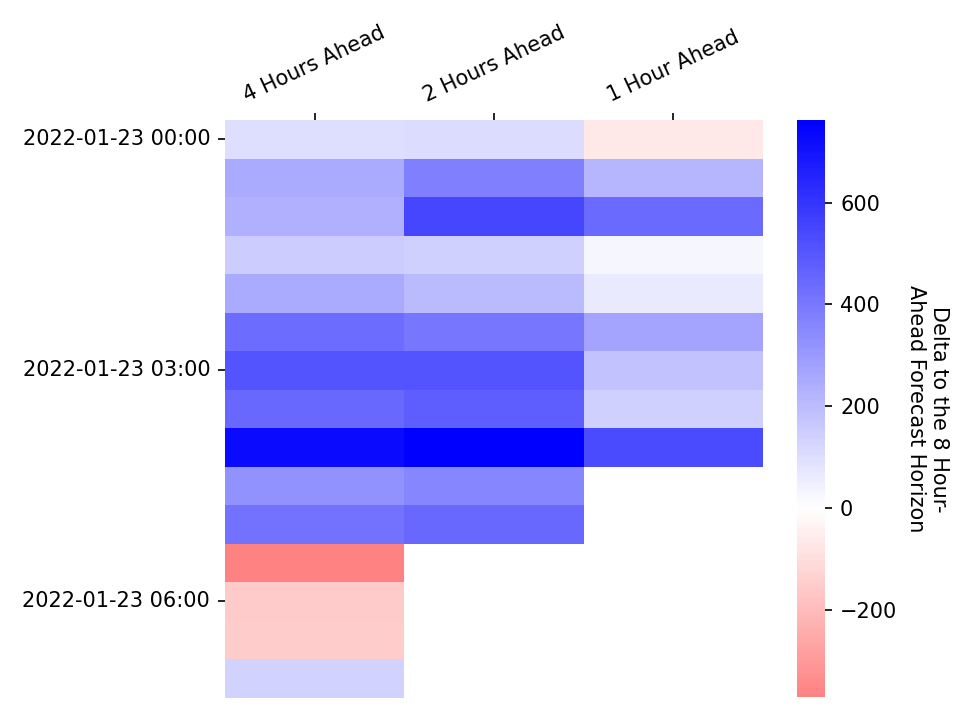 4 Hours Ahead
2 Hours Ahead
1 Hour Ahead
2022-01-23 00:00
2022-01-23 03:00
2022-01-23 06:00
600
400
200
0
−200
Delta to the 8 Hour-
Ahead Forecast Horizon